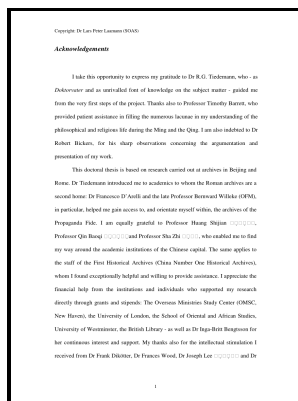 Copyright: Dr Lars Peter Laamann (SOAS)
Acknowledgements
I take this opportunity to express my gratitude to Dr R.G. Tiedemann, who - as
Doktorvater and as unrivalled font of knowledge on the subject matter - guided me
from the very first steps of the project. Thanks also to Professor Timothy Barrett, who
provided patient assistance in filling the numerous lacunae in my understanding of the
philosophical and religious life during the Ming and the Qing. I am also indebted to Dr
Robert Bickers, for his sharp observations concerning the argumentation and
presentation of my work.
This doctoral thesis is based on research carried out at archives in Beijing and
Rome. Dr Tiedemann introduced me to academics to whom the Roman archives are a
second home: Dr Francesco D'Arelli and the late Professor Bernward Willeke (OFM),
in particular, helped me gain access to, and orientate myself within, the archives of the
Propaganda Fide. I am equally grateful to Professor Huang Shijian □□□□□,
Professor Qin Baoqi □□□□□and Professor Sha Zhi □□□□, who enabled me to find
my way around the academic institutions of the Chinese capital. The same applies to
the staff of the First Historical Archives (China Number One Historical Archives),
whom I found exceptionally helpful and willing to provide assistance. I appreciate the
financial help from the institutions and individuals who supported my research
directly through grants and stipends: The Overseas Ministries Study Center (OMSC,
New Haven), the University of London, the School of Oriental and African Studies,
University of Westminster, the British Library - as well as Dr Inga-Britt Bengtsson for
her continuous interest and support. My thanks also for the intellectual stimulation I
received from Dr Frank Dikötter, Dr Frances Wood, Dr Joseph Lee □□□□□ and Dr
1